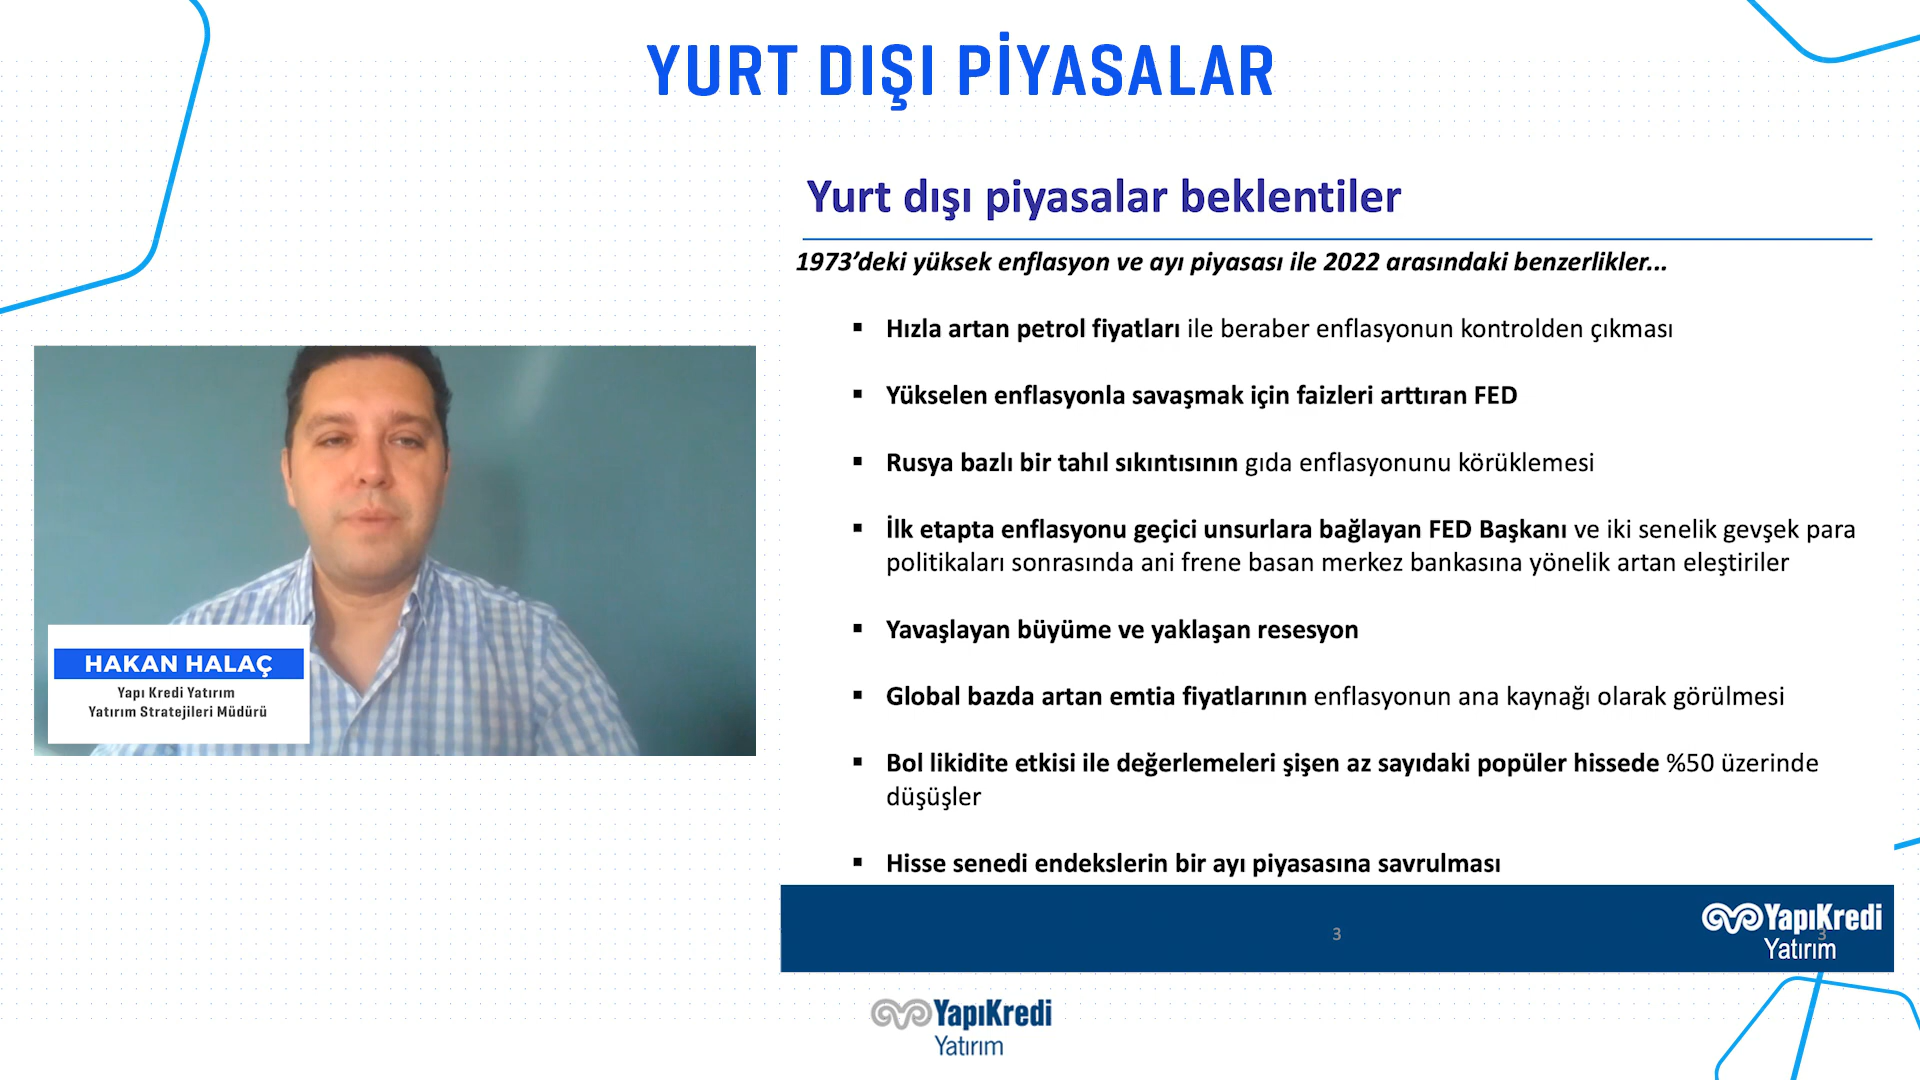 YURT DIŞI PİYASALAR
Yurt dışı piyasalar beklentiler
1973’deki yüksek enflasyon ve ayı piyasası ile 2022 arasındaki benzerlikler...
▪ Hızla artan petrol fiyatları ile beraber enflasyonun kontrolden çıkması
▪ Yükselen enflasyonla savaşmak için faizleri arttıran FED
▪ Rusya bazlı bir tahıl sıkıntısının gıda enflasyonunu körüklemesi
▪ İlk etapta enflasyonu geçici unsurlara bağlayan FED Başkanı ve iki senelik gevşek para
politikaları sonrasında ani frene basan merkez bankasına yönelik artan eleştiriler
▪ Yavaşlayan büyüme ve yaklaşan resesyon
▪ Global bazda artan emtia fiyatlarının enflasyonun ana kaynağı olarak görülmesi
▪ Bol likidite etkisi ile değerlemeleri şişen az sayıdaki popüler hissede %50 üzerinde
düşüşler
▪ Hisse senedi endekslerin bir ayı piyasasına savrulması
HAKAN HALAÇ
Yapı Kredi Yatırım
Yatırım Stratejileri Müdürü
3
YapıKredi
3
Yatırım
YapıKredi
Yatırım